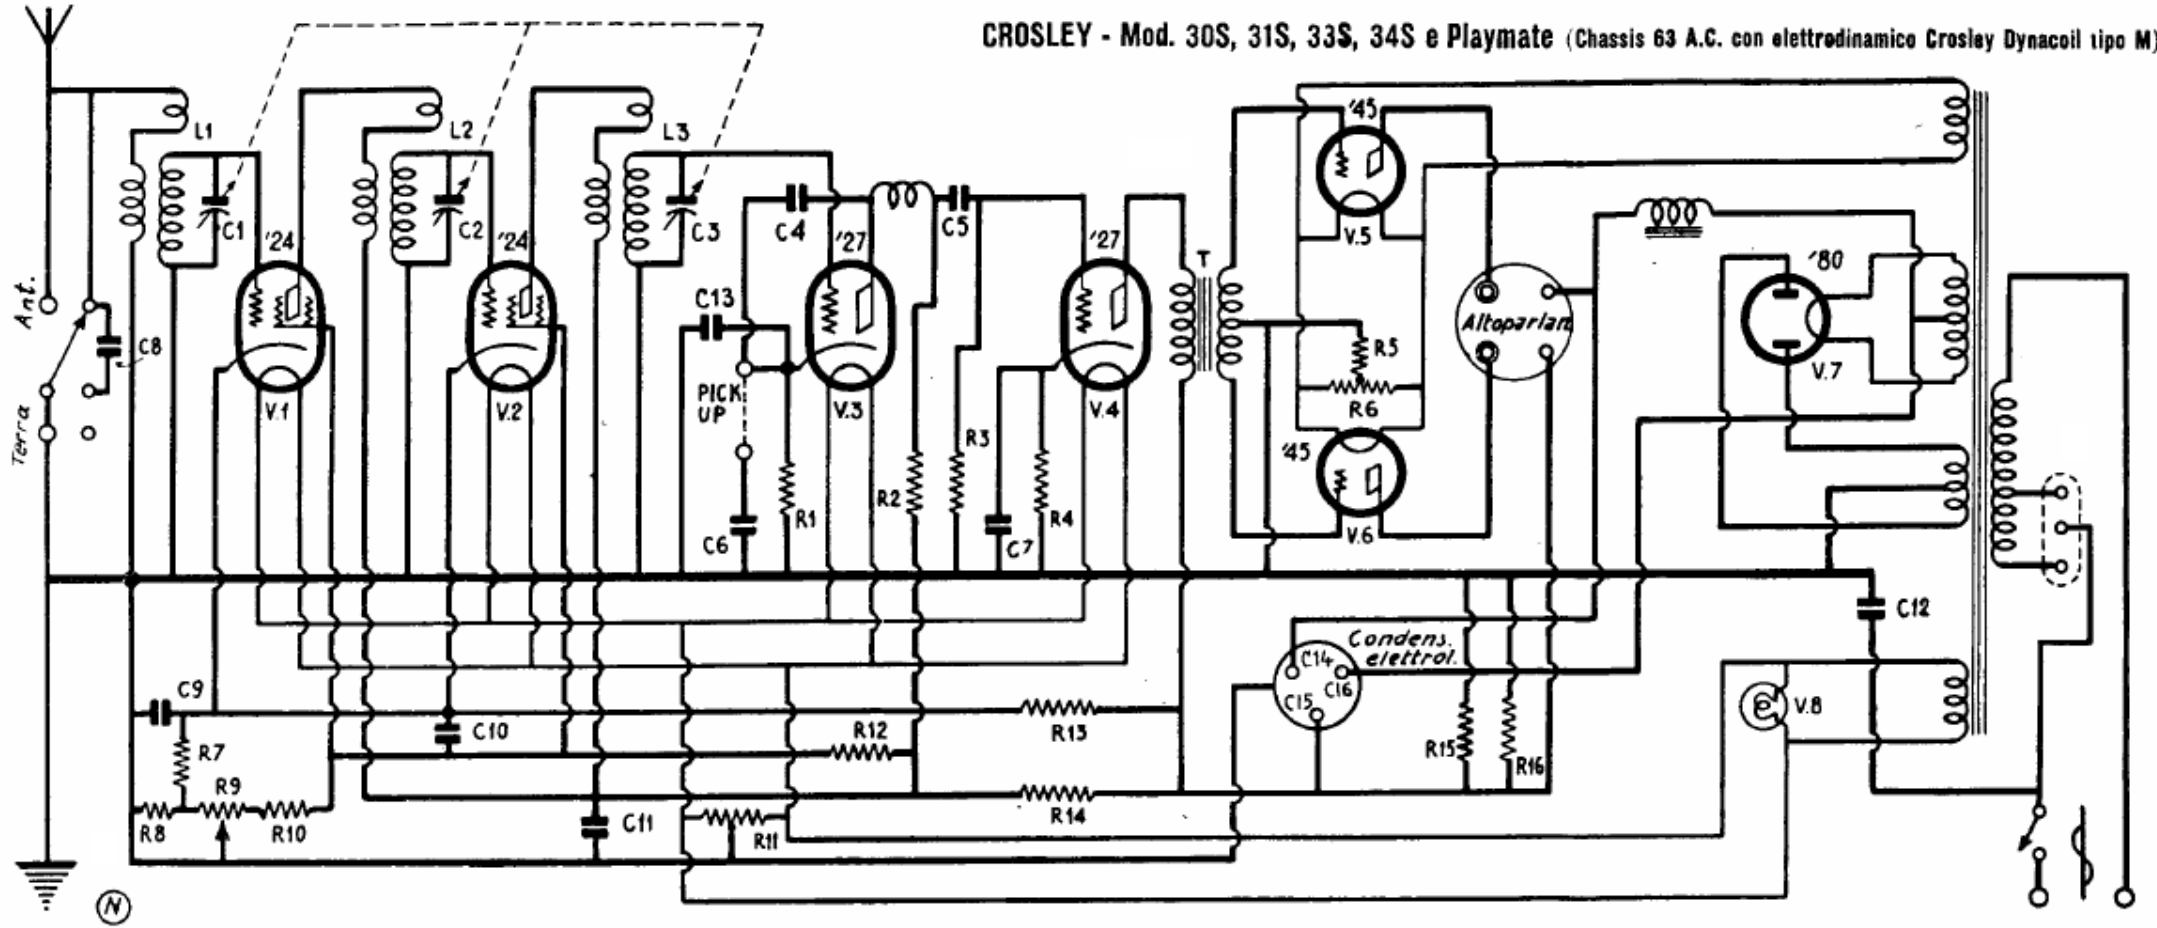 CROSLEY - Mod. 30S, 31S, 33S, 34S e Playmate (Chassis 63 A.C. con elettrodinamico Crosley Dynacoil tipo M)
L1
L2
L3
C1
C2
C3
C4
C5
'24
'24
'27
'27
'45
V.5
'80
V.7
T
Ant.
Terra
C8
C13
V.1
V.2
V.3
V.4
PICK
UP
Altoparlan
R5
R6
'45
V.6
C6
R1
R2
R3
C7
R4
C12
Condens.
elettrol.
C14
C16
C15
C9
C10
R7
R9
R8
R10
C11
R11
R12
R13
R14
R15
R16
V.8
N